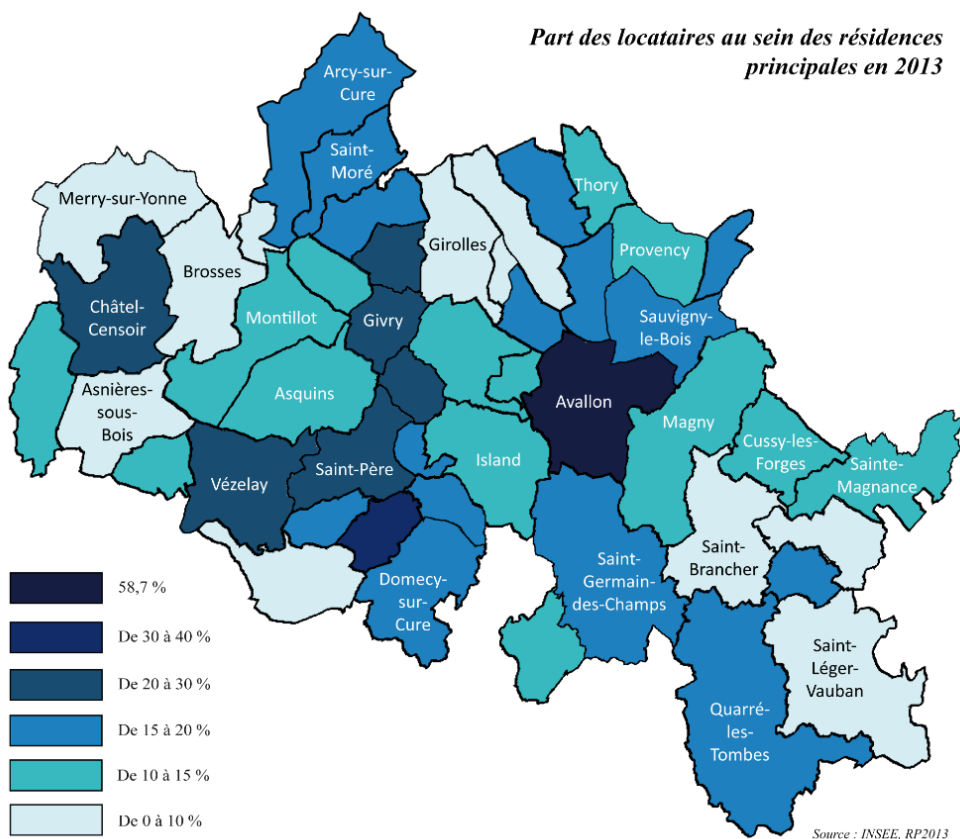 Part des locataires au sein des résidences
principales en 2013
Arcy-sur-
Cure
Saint-
Moré
Thory
Merry-sur-Yonne
Girolles
Provency
Brosses
Châtel-
Censoir
Montillot
Givry
Sauvigny-
le-Bois
Asnières-
sous-
Bois
Asquins
Avallon
Magny
Cussy-les-
Forges
Vézelay
Saint-Père
Island
Sainte-
Magnance
Saint-
Brancher
Saint-
Germain-
des-Champs
Domecy-
sur-
Cure
Saint-
Léger-
Vauban
Quarré-
les-
Tombes
58,7 %
De 30 à 40 %
De 20 à 30 %
De 15 à 20 %
De 10 à 15 %
De 0 à 10 %
Source : INSEE, RP2013